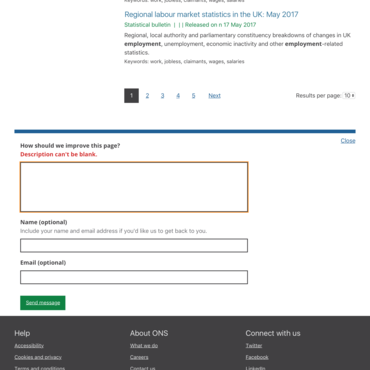 Keywords: work, jobless, claimants, wages, salaries
Regional labour market statistics in the UK: May 2017
Statistical bulletin | | | Released on n 17 May 2017
Regional, local authority and parliamentary constituency breakdowns of changes in UK
employment, unemployment, economic inactivity and other employment-related
statistics.
Keywords: work, jobless, claimants, wages, salaries
1 2 3 4 5 Next Results per page: 10
Close
How should we improve this page?
Description can't be blank.
Name (optional)
Include your name and email address if you'd like us to get back to you.
Email (optional)
Send message
Help About ONS Connect with us
Accessibility What we do Twitter
Cookies and privacy Careers Facebook
Terms and conditions Contact us LinkedIn